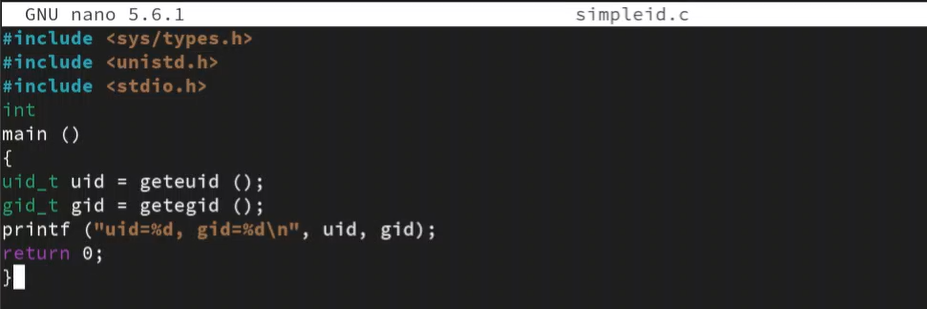 GNU nano 5.6.1 simpleid.c
#include <sys/types.h>
#include <unistd.h>
#include <stdio.h>
int
main ()
{
uid_t uid = geteuid ();
gid_t gid = getegid ();
printf ("uid=%d, gid=%d\n", uid, gid);
return 0;
}